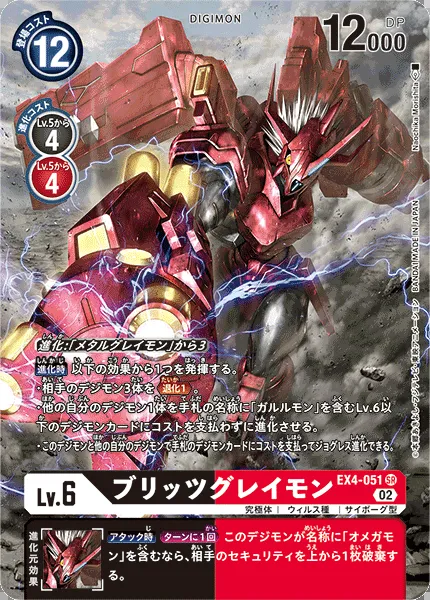 DIGIMON
登場コスト
12
12000
DP
進化コスト
Lv.5から
4
Lv.5から
4
Naochika Morishita
BANDAI MADE IN JAPAN
進化:「メタルグレイモン」から3
進化時 以下の効果から1つを発揮する。
・相手のデジモン3体を 退化1 。
・他の自分のデジモン1体を手札の名称に「ガルルモン」を含むLv.6以
下のデジモンカードにコストを支払わずに進化させる。
・このデジモンと他の自分のデジモンで手札のデジモンカードにコストを支払ってジョグレス進化できる。
Lv.6
ブリッツグレイモン
EX4-051 SR
02
究極体 | ウィルス種 | サイボーグ型
進化元効果
アタック時 ターンに1回 このデジモンが名称に「オメガモ
ン」を含むなら、相手のセキュリティを上から1枚破棄す
る。